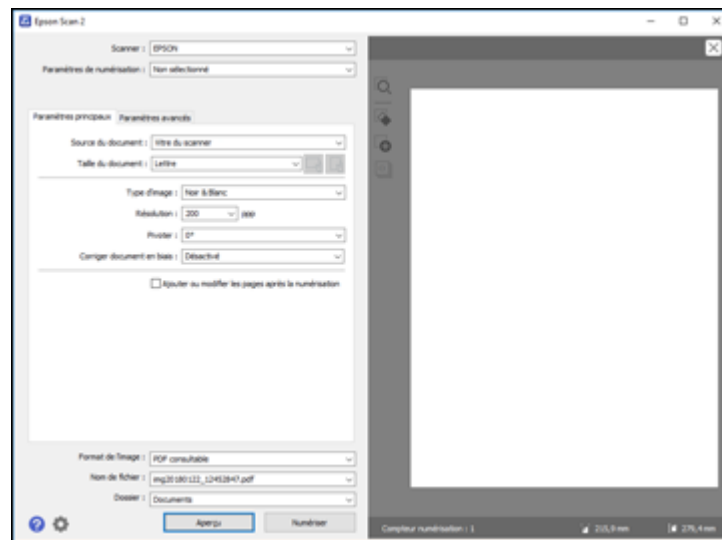 Epson Scan 2
Scanner : EPSON
Paramètres de numérisation : Non sélectionné
Paramètres principaux Paramètres avancés
Source du document : Vitre du scanner
Taille du document : Lettre
Type d'image : Noir & Blanc
Résolution : 200 ppp
Pivoter : 0°
Corriger document en biais : Désactivé
Ajouter ou modifier les pages après la numérisation
Format de l'image : PDF consultable
Nom de fichier : img20180122_12452847.pdf
Dossier : Documents
Aperçu Numériser
Compteur numérisation : 1 215,9 mm 279,4 mm